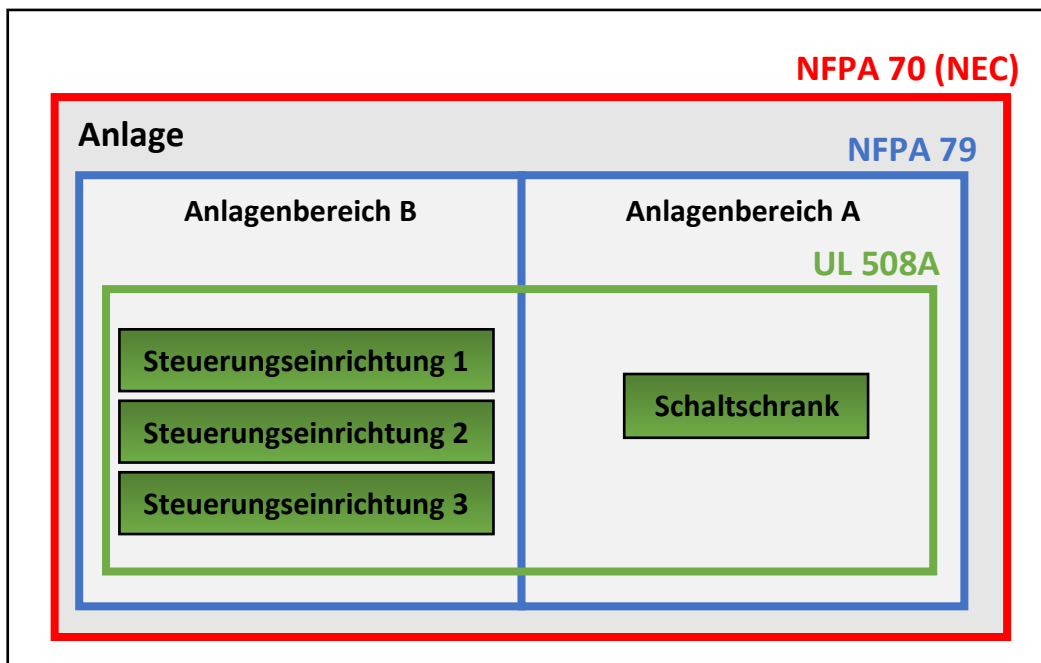 NFPA 70 (NEC)
Anlage
NFPA 79
Anlagenbereich B
Anlagenbereich A
UL 508A
Steuerungseinrichtung 1
Steuerungseinrichtung 2
Steuerungseinrichtung 3
Schaltschrank